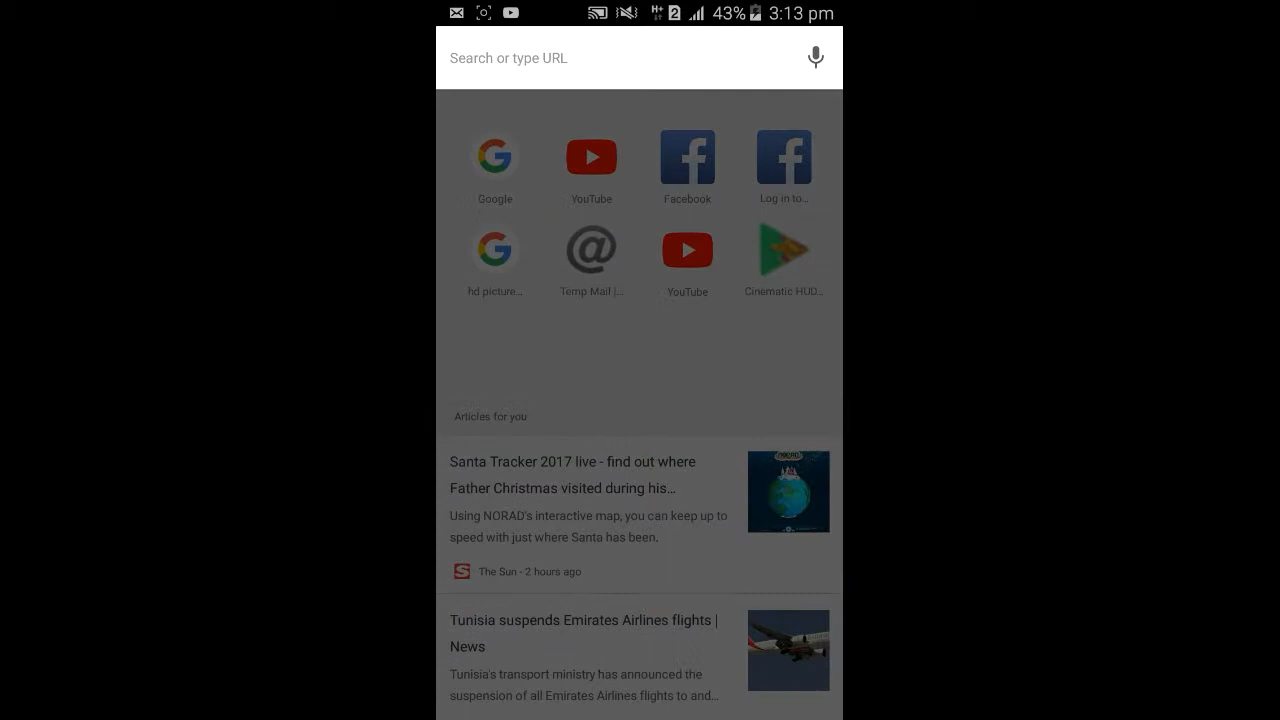 2 43% 3:13 pm
Search or type URL
Google YouTube Facebook Log in to...
hd picture... Temp Mail |... YouTube Cinematic HUD...
Articles for you
Santa Tracker 2017 live - find out where
Father Christmas visited during his...
Using NORAD's interactive map, you can keep up to
speed with just where Santa has been.
The Sun - 2 hours ago
Tunisia suspends Emirates Airlines flights |
News
Tunisia's transport ministry has announced the
suspension of all Emirates Airlines flights to and...